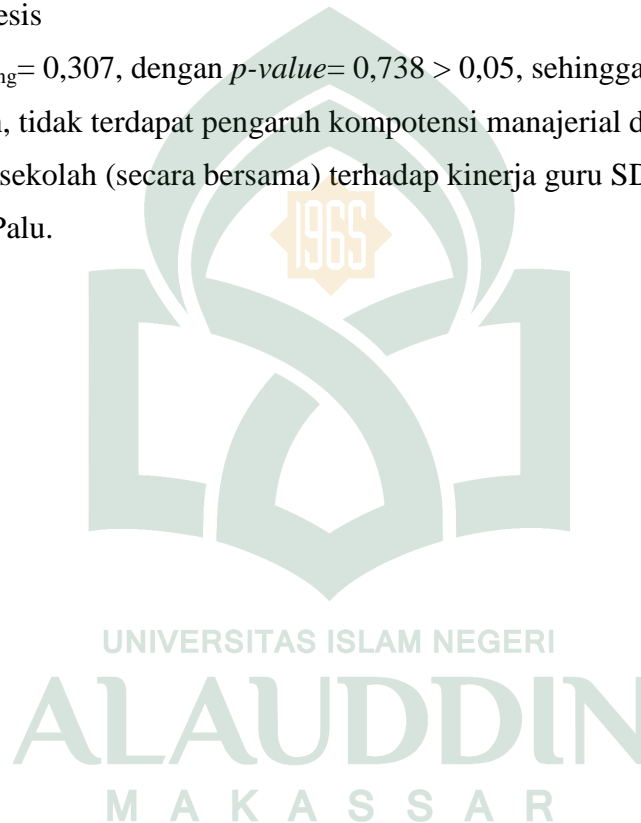 esis
ng= 0,307, dengan p-value= 0,738 > 0,05, sehingga
, tidak terdapat pengaruh kompotensi manajerial d
sekolah (secara bersama) terhadap kinerja guru SD
Palu.
1965
UNIVERSITAS ISLAM NEGERI
ALAUDDIN
MAKASSAR